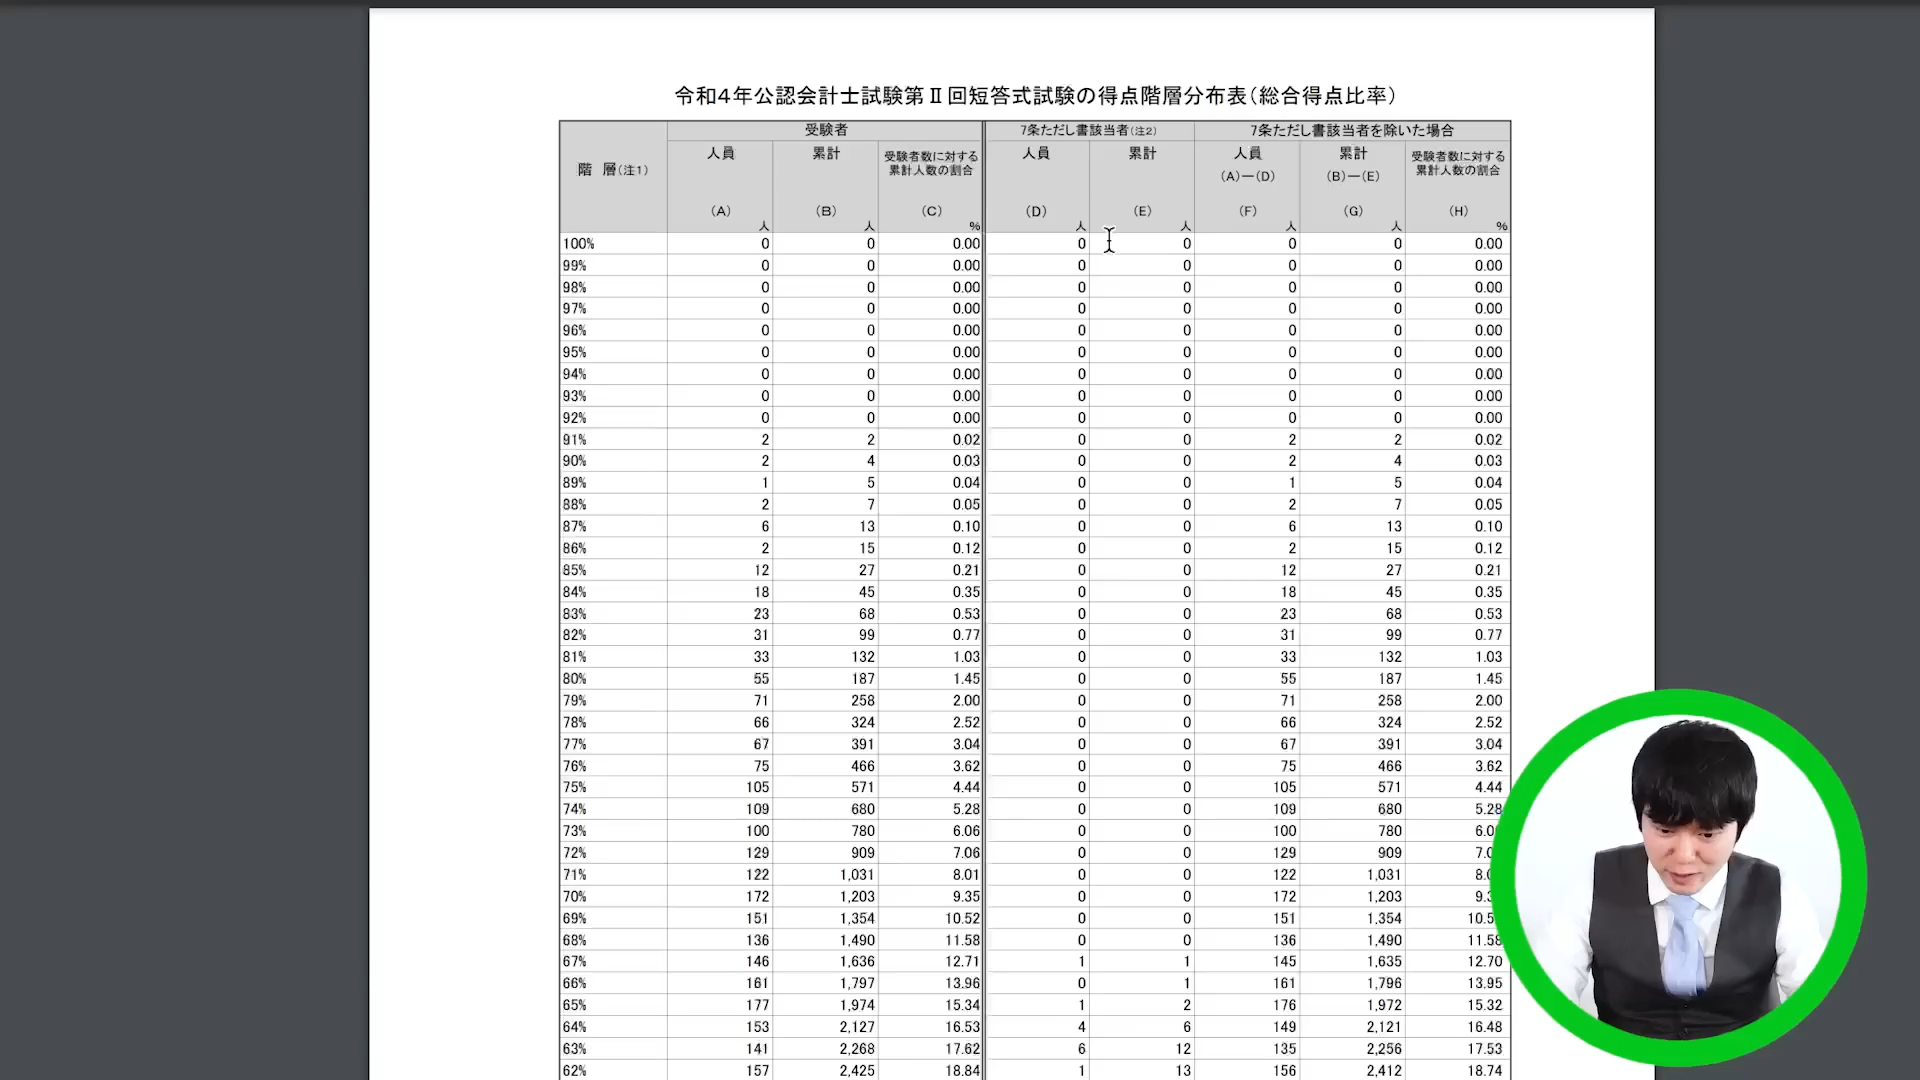 令和4年公認会計士試験第Ⅱ回短答式試験の得点階層分布表(総合得点比率)
受験者 7条ただし書該当者(注2) 7条ただし書該当者を除いた場合
階 層(注1) 人員 累計 受験者数に対する累計人数の割合 人員 累計 人員 累計 受験者数に対する累計人数の割合
(A)―(D) (B)―(E)
(A) (B) (C) (D) (E) (F) (G) (H)
人 人 % 人 人 人 人 %
100% 0 0 0.00 0 0 0 0 0.00
99% 0 0 0.00 0 0 0 0 0.00
98% 0 0 0.00 0 0 0 0 0.00
97% 0 0 0.00 0 0 0 0 0.00
96% 0 0 0.00 0 0 0 0 0.00
95% 0 0 0.00 0 0 0 0 0.00
94% 0 0 0.00 0 0 0 0 0.00
93% 0 0 0.00 0 0 0 0 0.00
92% 0 0 0.00 0 0 0 0 0.00
91% 2 2 0.02 0 0 2 2 0.02
90% 2 4 0.03 0 0 2 4 0.03
89% 1 5 0.04 0 0 1 5 0.04
88% 2 7 0.05 0 0 2 7 0.05
87% 6 13 0.10 0 0 6 13 0.10
86% 2 15 0.12 0 0 2 15 0.12
85% 12 27 0.21 0 0 12 27 0.21
84% 18 45 0.35 0 0 18 45 0.35
83% 23 68 0.53 0 0 23 68 0.53
82% 31 99 0.77 0 0 31 99 0.77
81% 33 132 1.03 0 0 33 132 1.03
80% 55 187 1.45 0 0 55 187 1.45
79% 71 258 2.00 0 0 71 258 2.00
78% 66 324 2.52 0 0 66 324 2.52
77% 67 391 3.04 0 0 67 391 3.04
76% 75 466 3.62 0 0 75 466 3.62
75% 105 571 4.44 0 0 105 571 4.44
74% 109 680 5.28 0 0 109 680 5.28
73% 100 780 6.06 0 0 100 780
72% 129 909 7.06 0 0 129 909
71% 122 1,031 8.01 0 0 122 1,031
70% 172 1,203 9.35 0 0 172 1,203
69% 151 1,354 10.52 0 0 151 1,354
68% 136 1,490 11.58 0 0 136 1,490 11.58
67% 146 1,636 12.71 1 1 145 1,635 12.70
66% 161 1,797 13.96 0 1 161 1,796 13.95
65% 177 1,974 15.34 1 2 176 1,972 15.32
64% 153 2,127 16.53 4 6 149 2,121 16.48
63% 141 2,268 17.62 6 12 135 2,256 17.53
62% 157 2,425 18.84 1 13 156 2,412 18.74